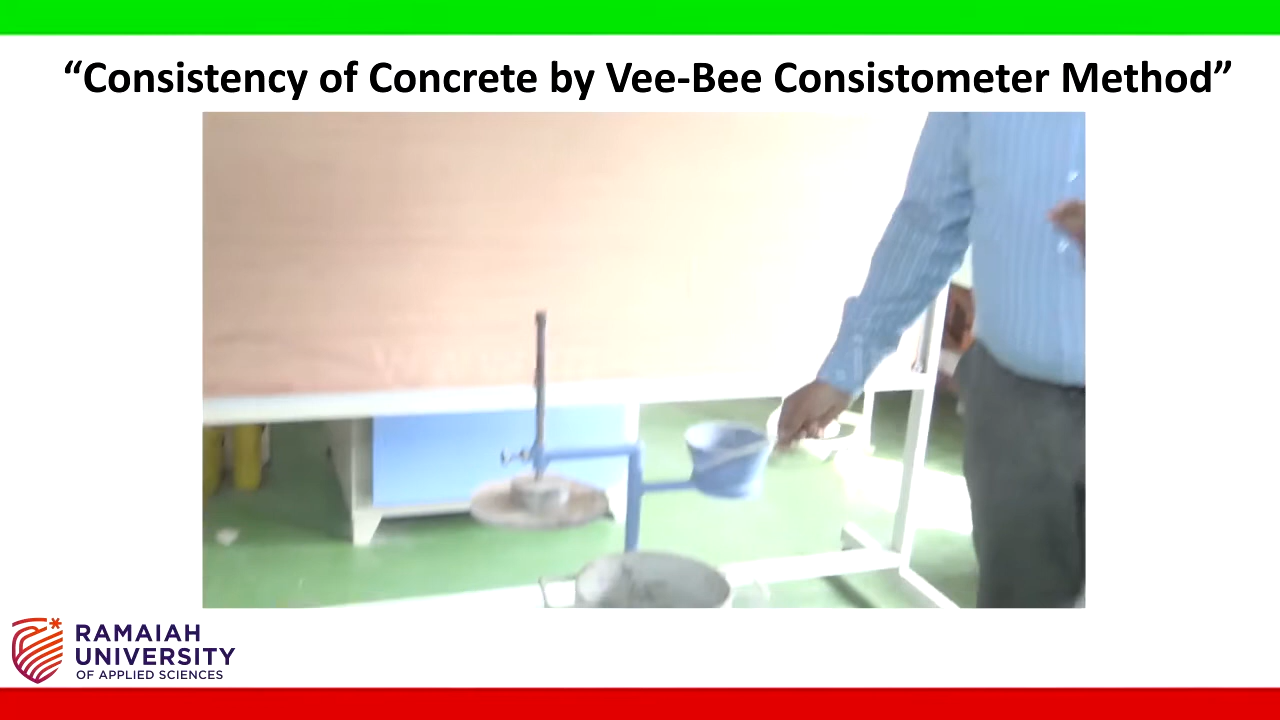 “Consistency of Concrete by Vee-Bee Consistometer Method”
RAMAIAH
UNIVERSITY
OF APPLIED SCIENCES